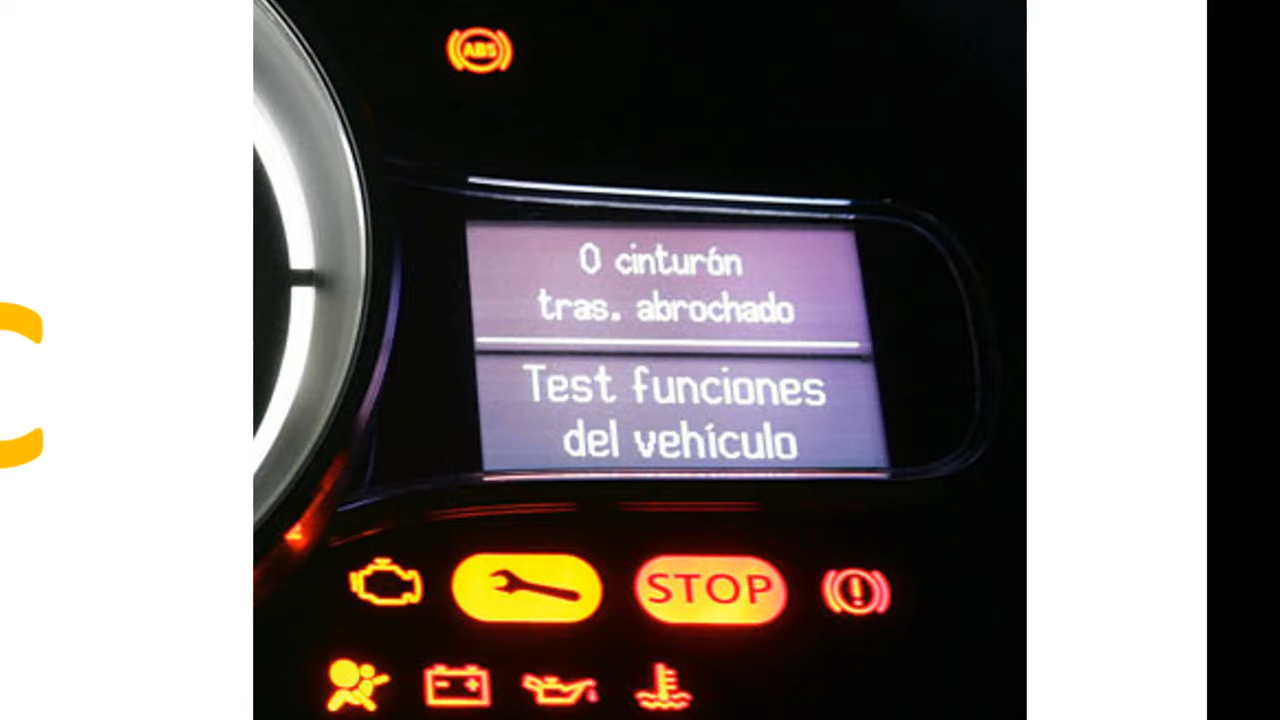 ABS
0 cinturón
tras. abrochado
Test funciones
del vehículo
STOP